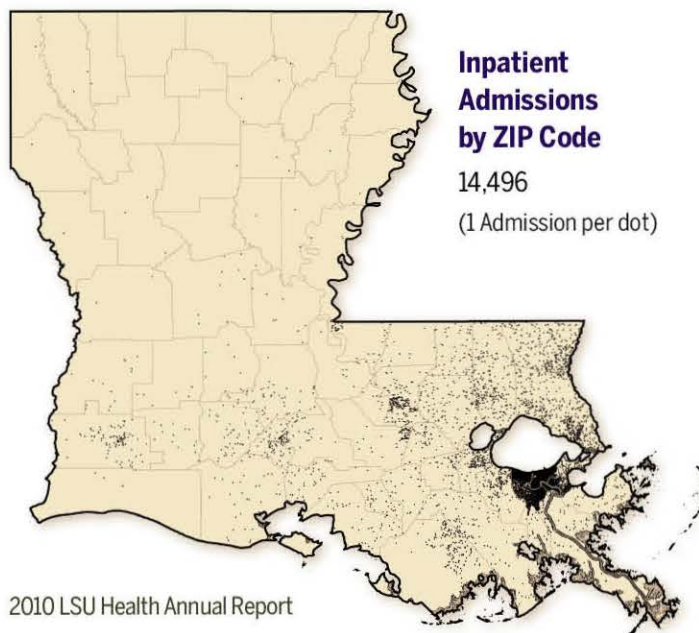 Inpatient
Admissions
by ZIP Code
14,496
(1 Admission per dot)
2010 LSU Health Annual Report